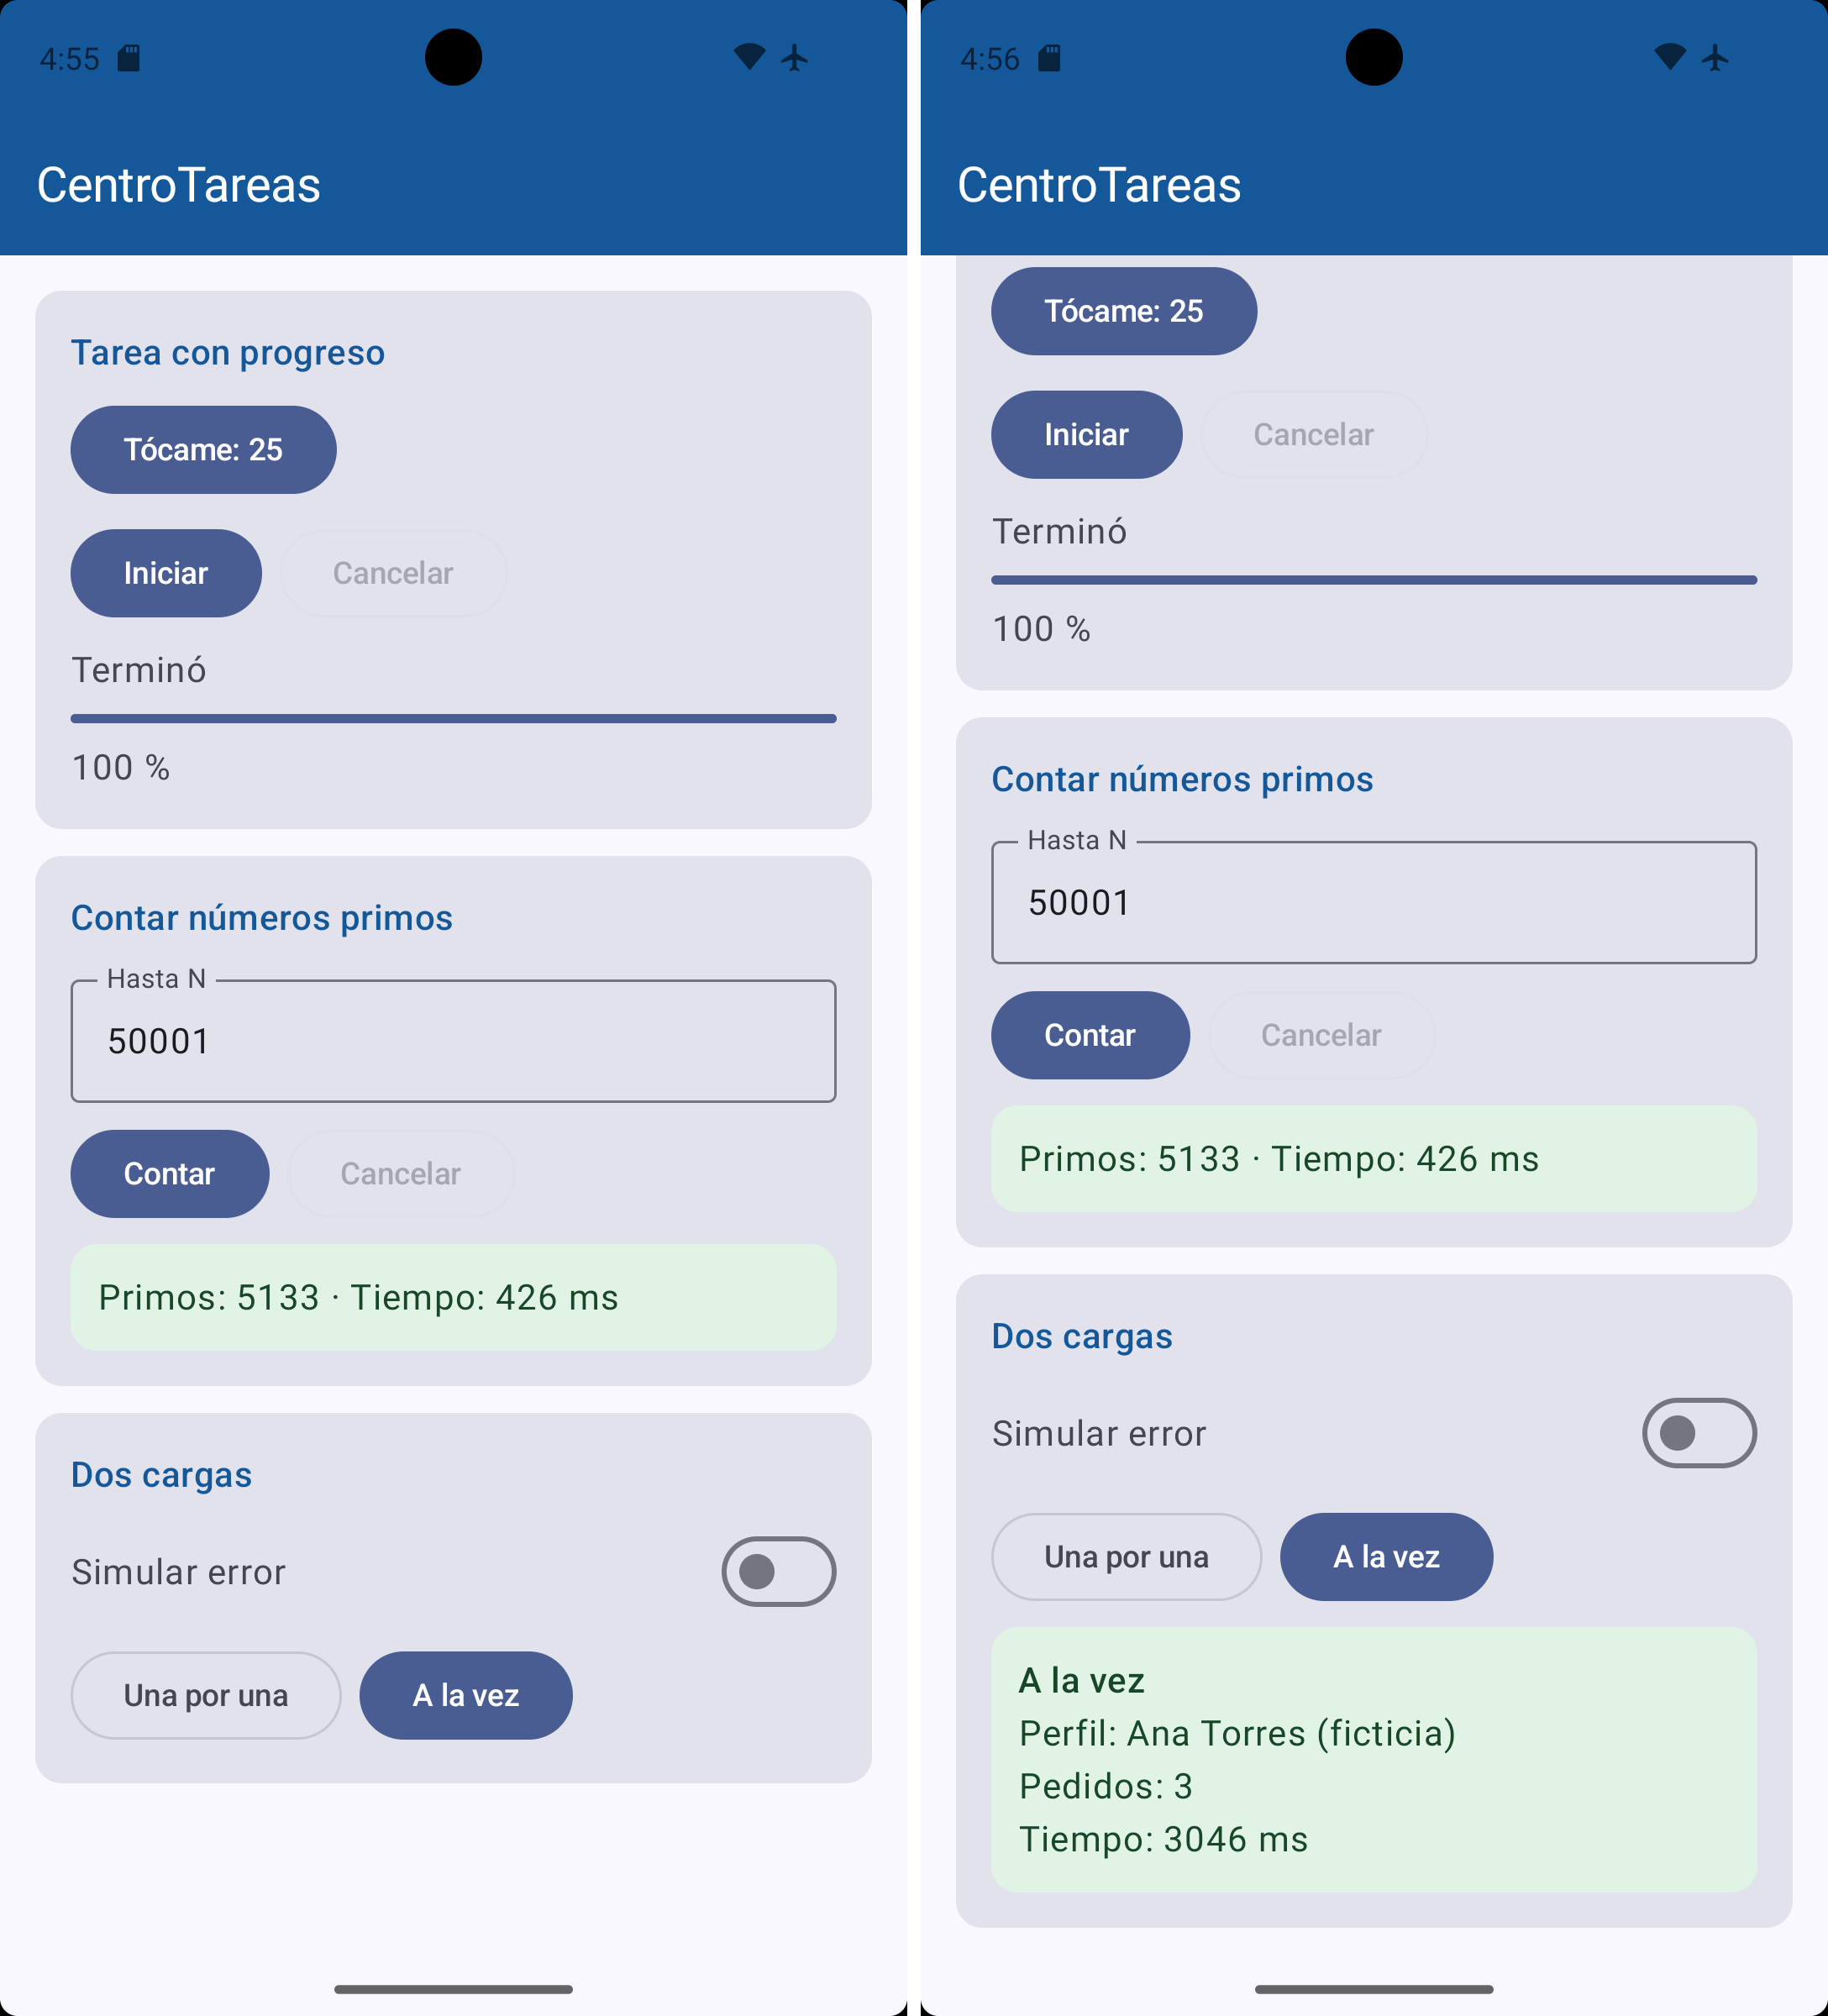 4:55
CentroTareas
Tarea con progreso
Tócame: 25
Iniciar
Cancelar
Terminó
100 %
Contar números primos
Hasta N
50001
Contar
Cancelar
Primos: 5133 · Tiempo: 426 ms
Dos cargas
Simular error
Una por una
A la vez
4:56
CentroTareas
Tócame: 25
Iniciar
Cancelar
Terminó
100 %
Contar números primos
Hasta N
50001
Contar
Cancelar
Primos: 5133 · Tiempo: 426 ms
Dos cargas
Simular error
Una por una
A la vez
A la vez
Perfil: Ana Torres (ficticia)
Pedidos: 3
Tiempo: 3046 ms